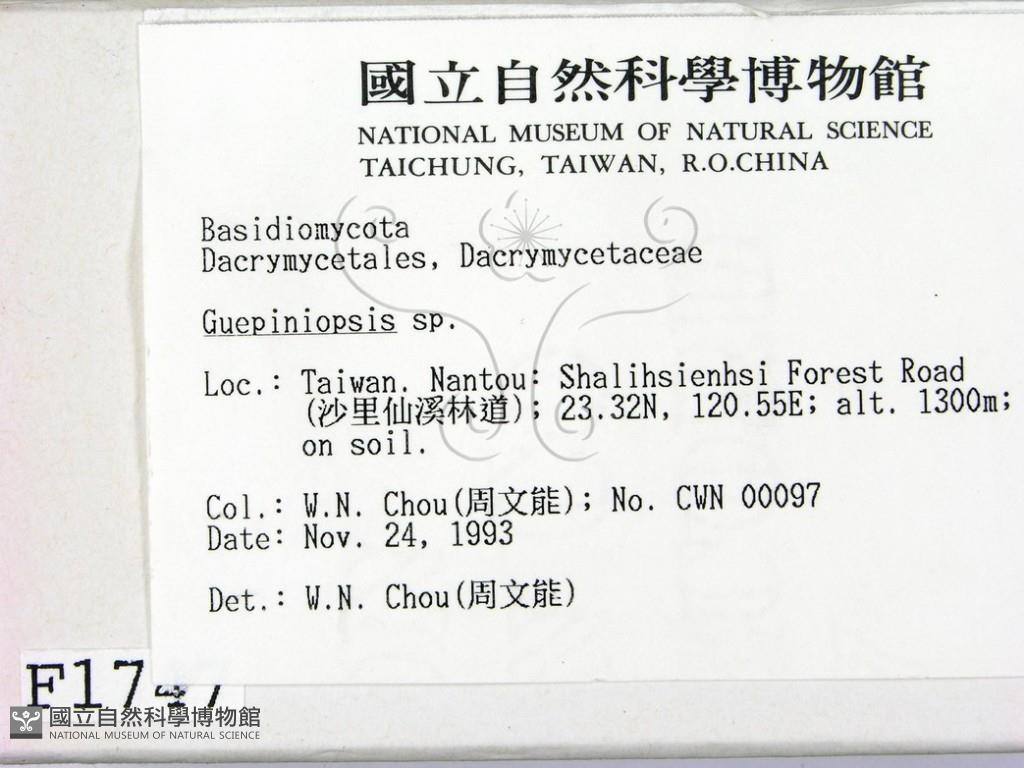 國立自然科學博物館
NATIONAL MUSEUM OF NATURAL SCIENCE
TAICHUNG, TAIWAN, R.O.CHINA
Basidiomycota
Dacrymycetales, Dacrymycetaceae
Guepiniopsis sp.
Loc.: Taiwan. Nantou: Shalihsienhsi Forest Road
(沙里仙溪林道); 23.32N, 120.55E; alt. 1300m;
on soil.
Col.: W.N. Chou(周文能); No. CWN 00097
Date: Nov. 24, 1993
Det.: W.N. Chou(周文能)
F1747
國立自然科學博物館
NATIONAL MUSEUM OF NATURAL SCIENCE